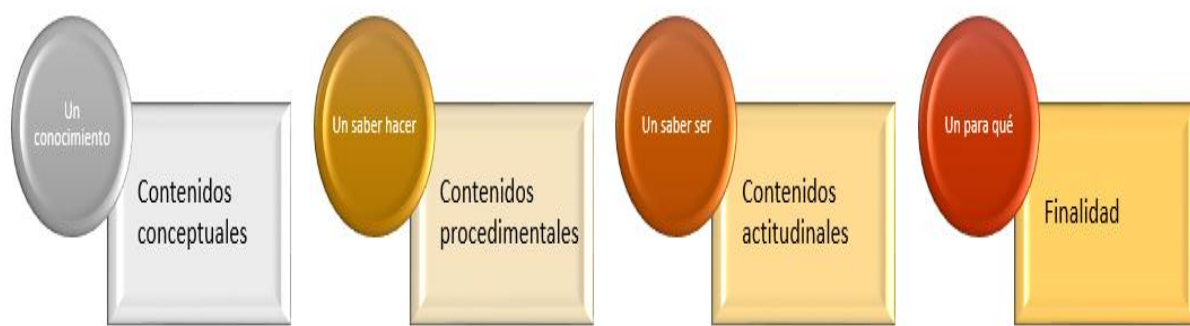 Un
conocimiento
Contenidos
conceptuales
Un saber hacer
Contenidos
procedimentales
Un saber ser
Contenidos
actitudinales
Un para qué
Finalidad